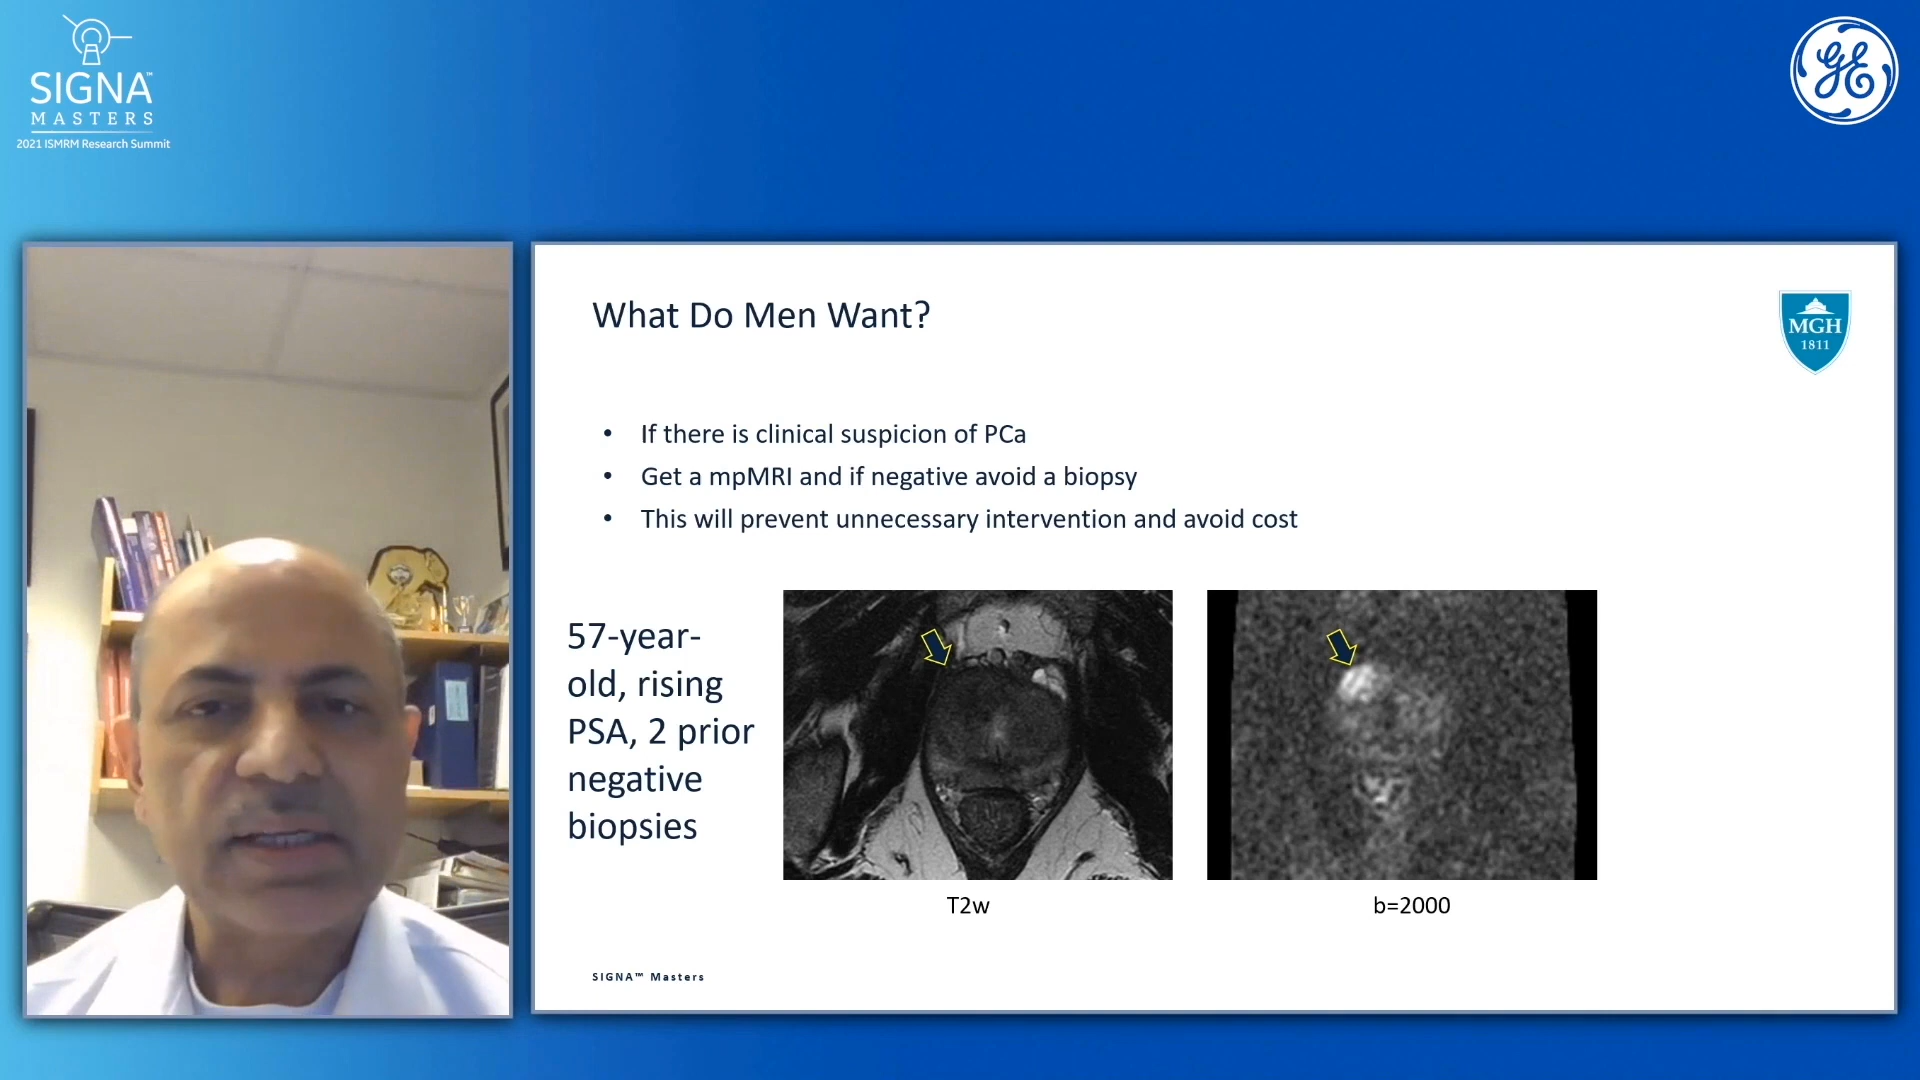 SIGNA™
MASTERS
2021 ISMRM Research Summit
GE
What Do Men Want?
MGH
1811
• If there is clinical suspicion of PCa
• Get a mpMRI and if negative avoid a biopsy
• This will prevent unnecessary intervention and avoid cost
57-year-
old, rising
PSA, 2 prior
negative
biopsies
T2w
b=2000
SIGNA™ Masters